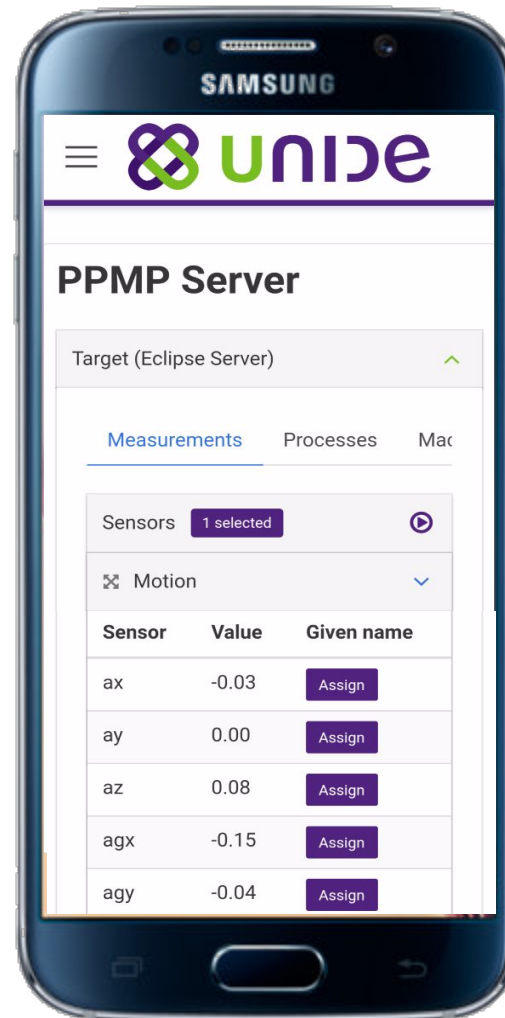 SAMSUNG
UNIDE
PPMP Server
Target (Eclipse Server)
Measurements Processes Mac
Sensors 1 selected
Motion
Sensor Value Given name
ax -0.03 Assign
ay 0.00 Assign
az 0.08 Assign
agx -0.15 Assign
agy -0.04 Assign